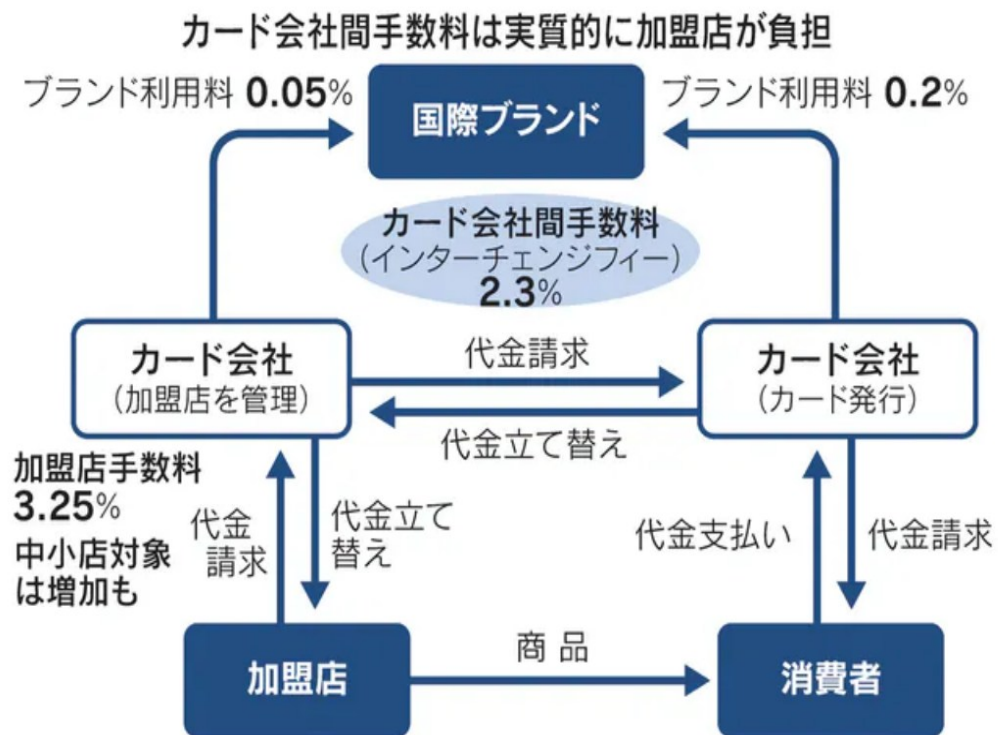 カード会社間手数料は実質的に加盟店が負担
ブランド利用料 0.05%
国際ブランド
ブランド利用料 0.2%
カード会社間手数料
(インターチェンジフィー)
2.3%
カード会社
(加盟店を管理)
代金請求
代金立て替え
カード会社
(カード発行)
加盟店手数料
3.25%
中小店対象
は増加も
代金
請求
代金立て
替え
代金支払い
代金請求
加盟店
商品
消費者